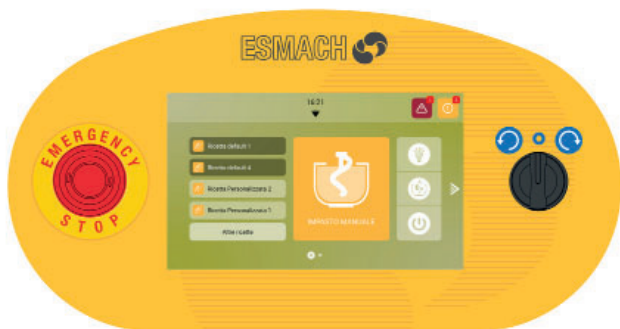 ESMACH
16:21
EMERGENCY
STOP
Ricetta default 1
Ricetta default 4
Ricetta Personalizzata 2
Ricetta Personalizzata 1
Altre ricette
IMPASTO MANUALE